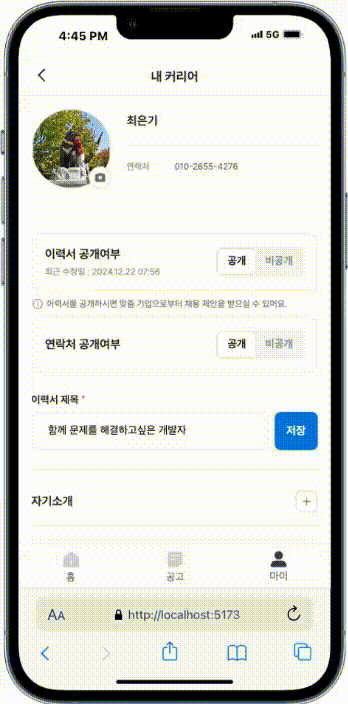 4:45 PM
5G
내 커리어
최은기
연락처 010-2655-4276
이력서 공개여부
최근 수정일 : 2024.12.22 07:56
공개 비공개
이력서를 공개하시면 맞춤 기업으로부터 채용 제안을 받으실 수 있어요.
연락처 공개여부
공개 비공개
이력서 제목 *
함께 문제를 해결하고싶은 개발자
저장
자기소개
+
홈 공고 마이
AA http://localhost:5173